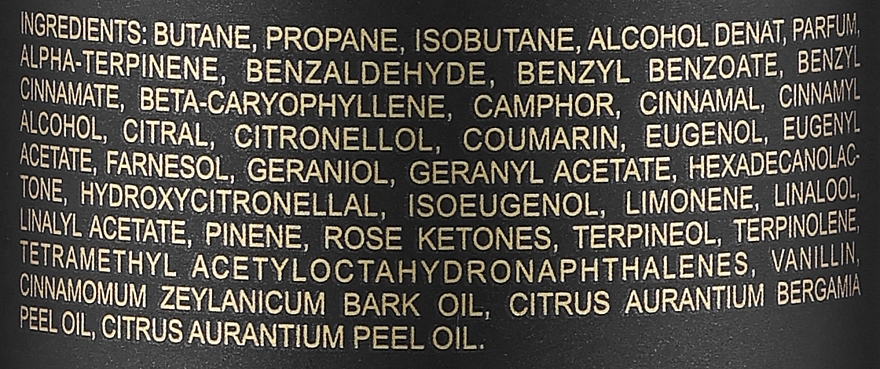 INGREDIENTS: BUTANE, PROPANE, ISOBUTANE, ALCOHOL DENAT, PARFUM,
ALPHA-TERPINENE, BENZALDEHYDE, BENZYL BENZOATE, BENZYL
CINNAMATE, BETA-CARYOPHYLLENE, CAMPHOR, CINNAMAL, CINNAMYL
ALCOHOL, CITRAL, CITRONELLOL, COUMARIN, EUGENOL, EUGENYL
ACETATE, FARNESOL, GERANIOL, GERANYL ACETATE, HEXADECANOLAC-
TONE, HYDROXYCITRONELLAL, ISOEUGENOL, LIMONENE, LINALOOL,
LINALYL ACETATE, PINENE, ROSE KETONES, TERPINEOL, TERPINOLENE,
TETRAMETHYL ACETYLOCTAHYDRONAPHTHALENES, VANILLIN,
CINNAMOMUM ZEYLANICUM BARK OIL, CITRUS AURANTIUM BERGAMIA
PEEL OIL, CITRUS AURANTIUM PEEL OIL.